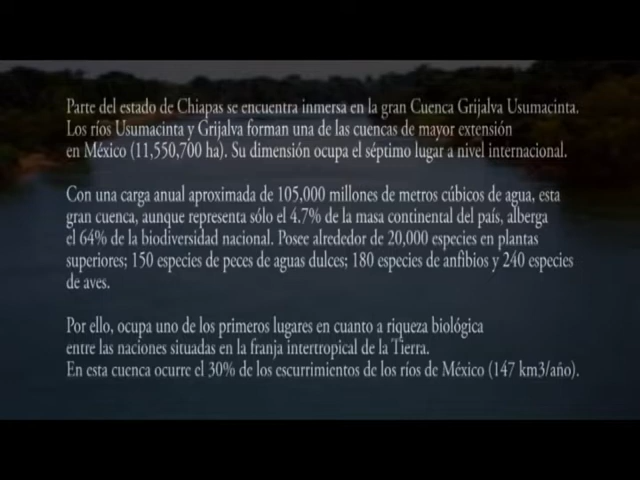 Parte del estado de Chiapas se encuentra inmersa en la gran Cuenca Grijalva Usumacinta.
Los ríos Usumacinta y Grijalva forman una de las cuencas de mayor extensión
en México (11,550,700 ha). Su dimensión ocupa el séptimo lugar a nivel internacional.
Con una carga anual aproximada de 105,000 millones de metros cúbicos de agua, esta
gran cuenca, aunque representa sólo el 4.7% de la masa continental del país, alberga
el 64% de la biodiversidad nacional. Posee alrededor de 20,000 especies en plantas
superiores; 150 especies de peces de aguas dulces; 180 especies de anfibios y 240 especies
de aves.
Por ello, ocupa uno de los primeros lugares en cuanto a riqueza biológica
entre las naciones situadas en la franja intertropical de la Tierra.
En esta cuenca ocurre el 30% de los escurrimientos de los ríos de México (147 km3/año).